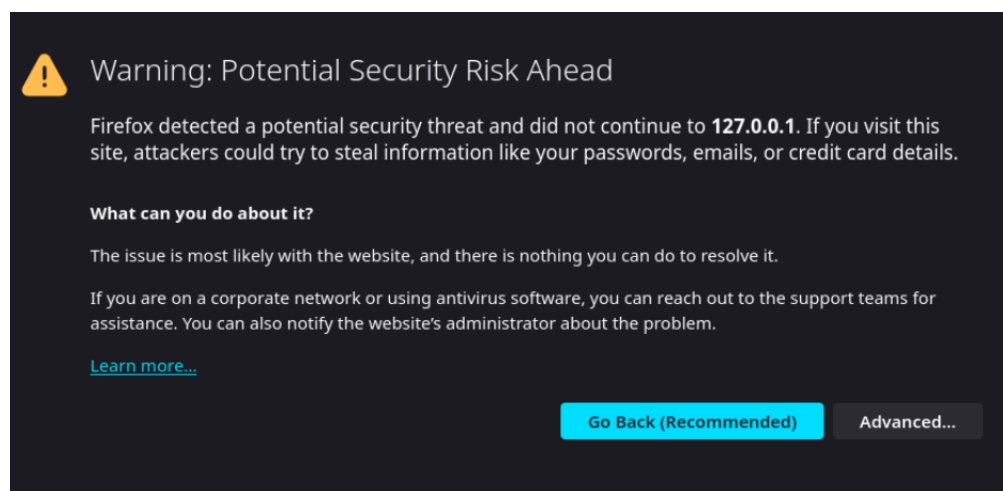 Warning: Potential Security Risk Ahead
Firefox detected a potential security threat and did not continue to 127.0.0.1. If you visit this
site, attackers could try to steal information like your passwords, emails, or credit card details.
What can you do about it?
The issue is most likely with the website, and there is nothing you can do to resolve it.
If you are on a corporate network or using antivirus software, you can reach out to the support teams for
assistance. You can also notify the website’s administrator about the problem.
Learn more...
Go Back (Recommended) Advanced...